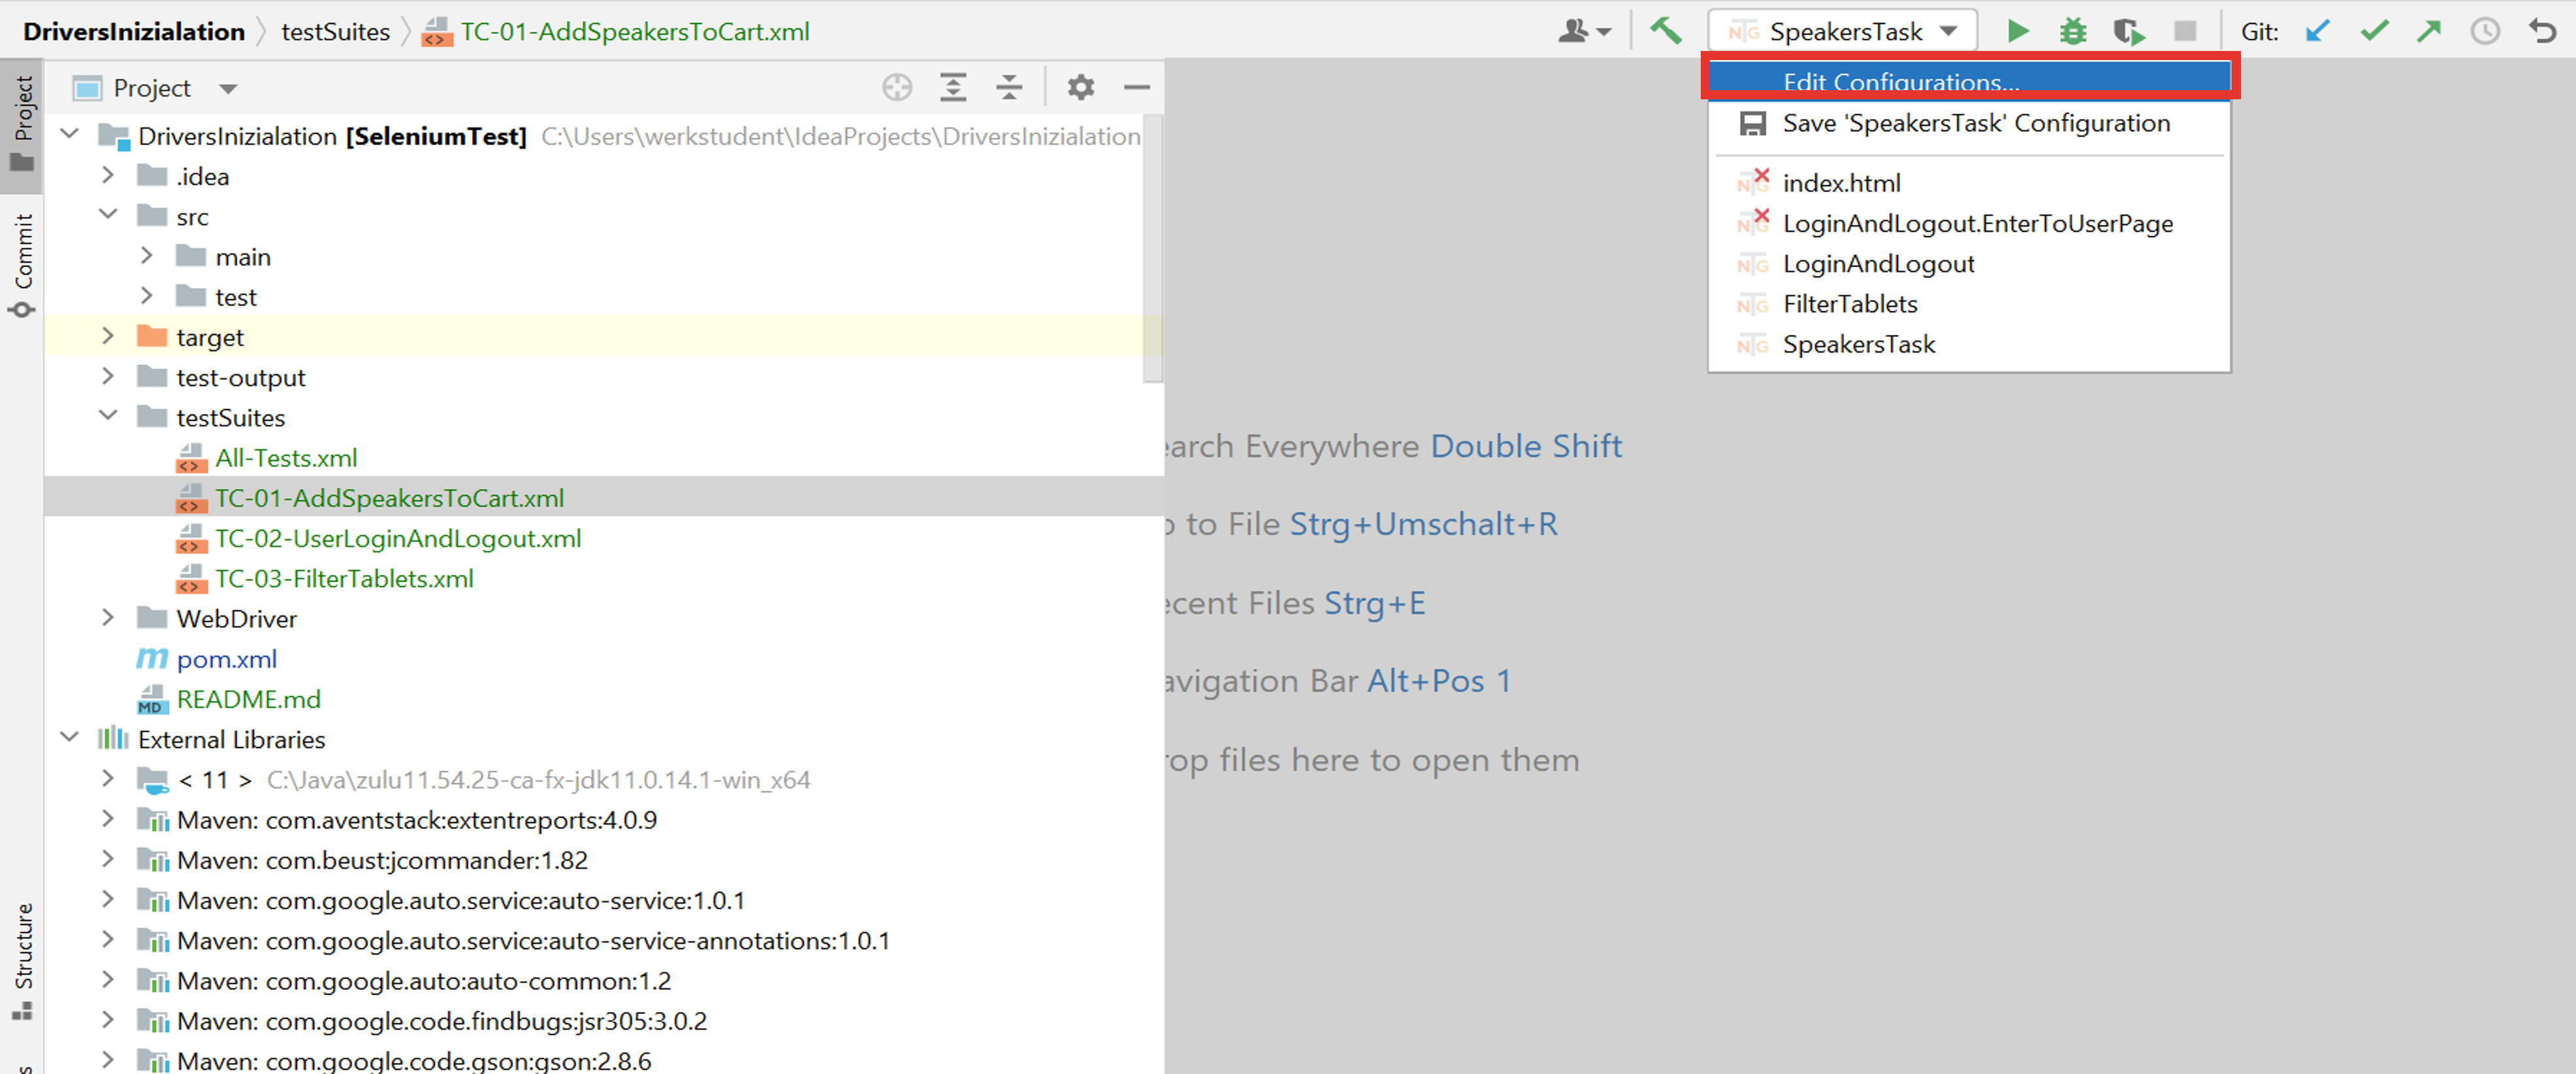 DriversInizialation testSuites TC-01-AddSpeakersToCart.xml SpeakersTask Git:
Project
Edit Configurations...
Save 'SpeakersTask' Configuration
index.html
LoginAndLogout.EnterToUserPage
LoginAndLogout
FilterTablets
SpeakersTask
Project
Commit
Structure
DriversInizialation [SeleniumTest] C:\Users\werkstudent\IdeaProjects\DriversInizialation
.idea
src
main
test
target
test-output
testSuites
All-Tests.xml
TC-01-AddSpeakersToCart.xml
TC-02-UserLoginAndLogout.xml
TC-03-FilterTablets.xml
WebDriver
pom.xml
README.md
External Libraries
< 11 > C:\Java\zulu11.54.25-ca-fx-jdk11.0.14.1-win_x64
Maven: com.aventstack:extentreports:4.0.9
Maven: com.beust:jcommander:1.82
Maven: com.google.auto.service:auto-service:1.0.1
Maven: com.google.auto.service:auto-service-annotations:1.0.1
Maven: com.google.auto:auto-common:1.2
Maven: com.google.code.findbugs:jsr305:3.0.2
Maven: com.google.code.gson:gson:2.8.6
earch Everywhere Double Shift
o to File Strg+Umschalt+R
ecent Files Strg+E
avigation Bar Alt+Pos 1
rop files here to open them